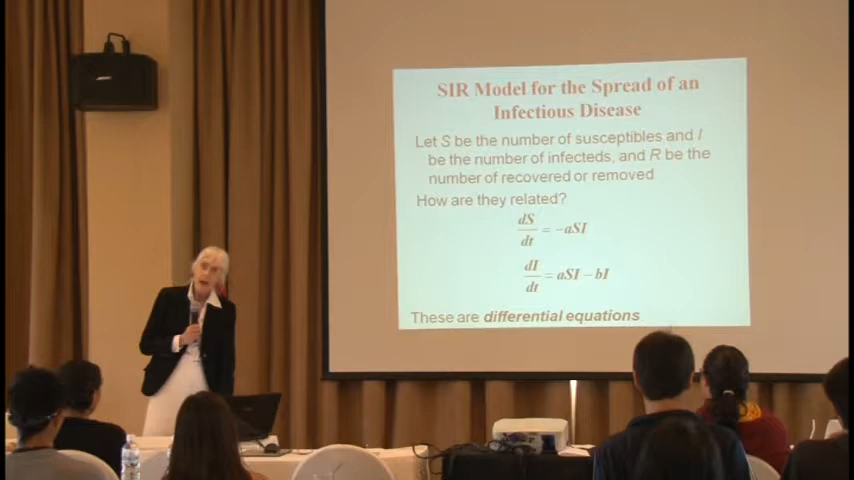 SIR Model for the Spread of an
Infectious Disease
Let S be the number of susceptibles and I
be the number of infecteds, and R be the
number of recovered or removed
How are they related?
dS/dt = −aSI
dI/dt = aSI − bI
These are differential equations